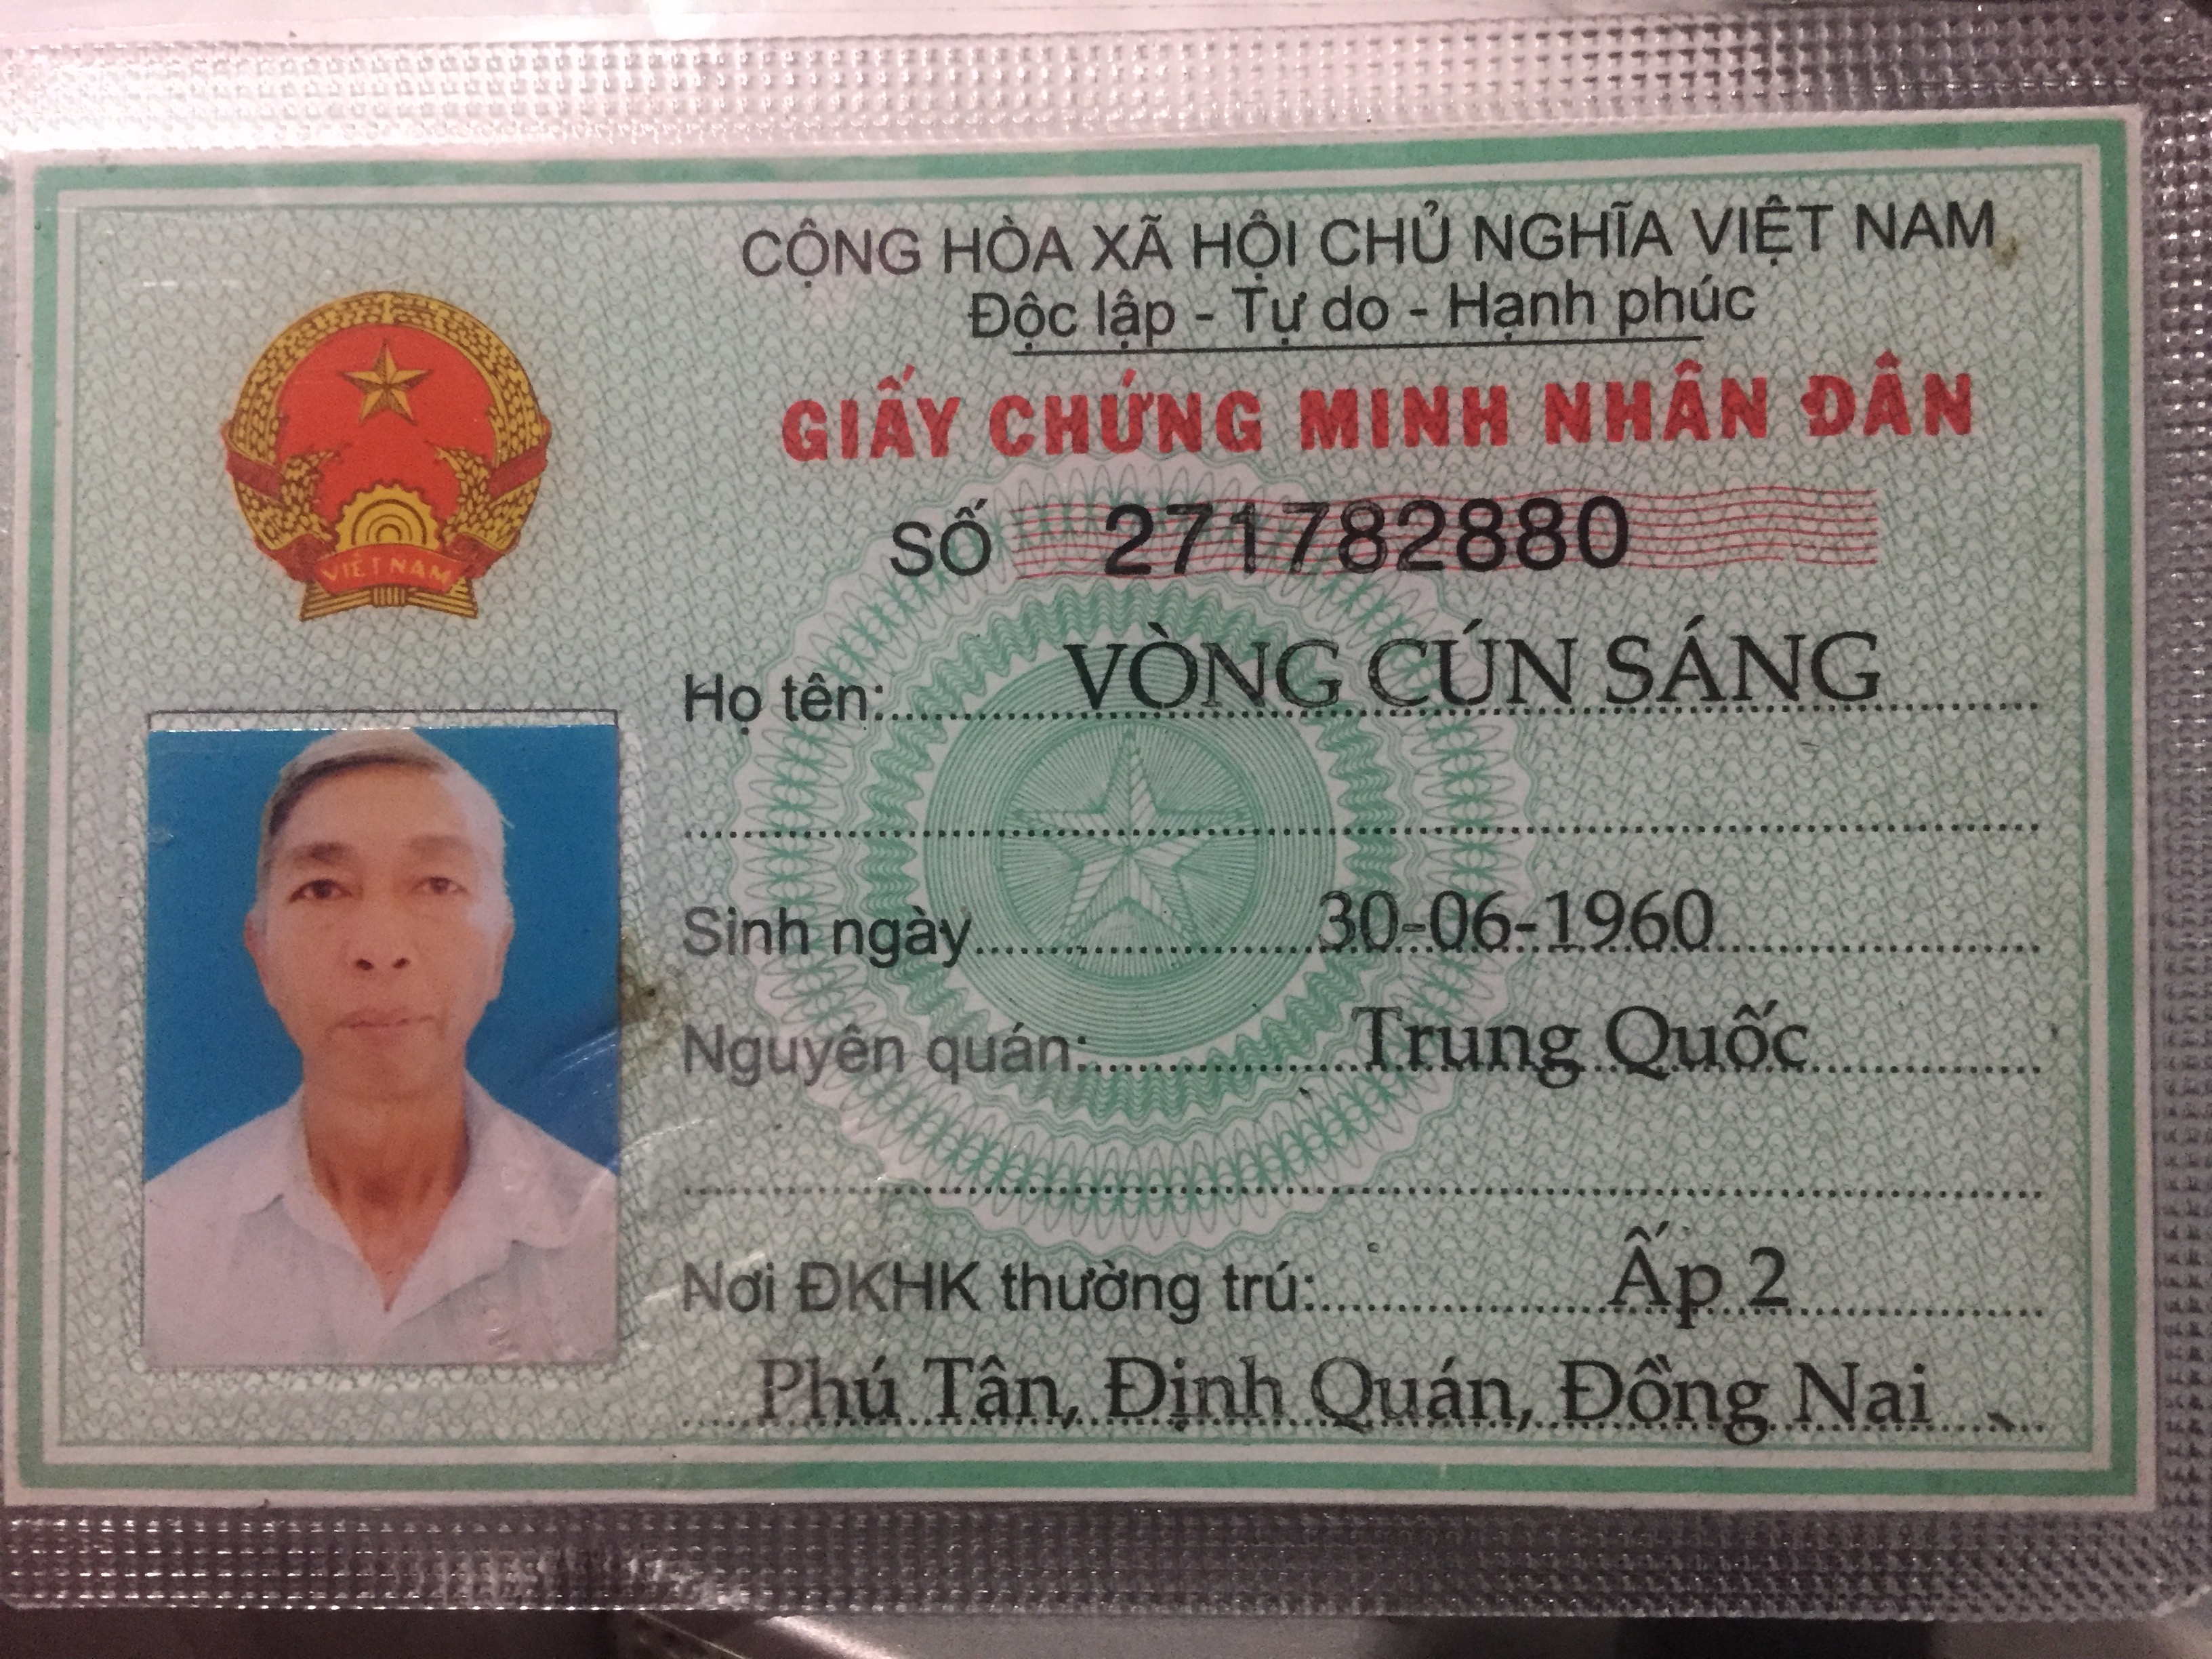 CỘNG HÒA XÃ HỘI CHỦ NGHĨA VIỆT NAM
Độc lập - Tự do - Hạnh phúc
GIẤY CHỨNG MINH NHÂN DÂN
SỐ 271782880
VIỆT NAM
Họ tên: VÒNG CÚN SÁNG
Sinh ngày 30-06-1960
Nguyên quán: Trung Quốc
Nơi ĐKHK thường trú: Ấp 2
Phú Tân, Định Quán, Đồng Nai